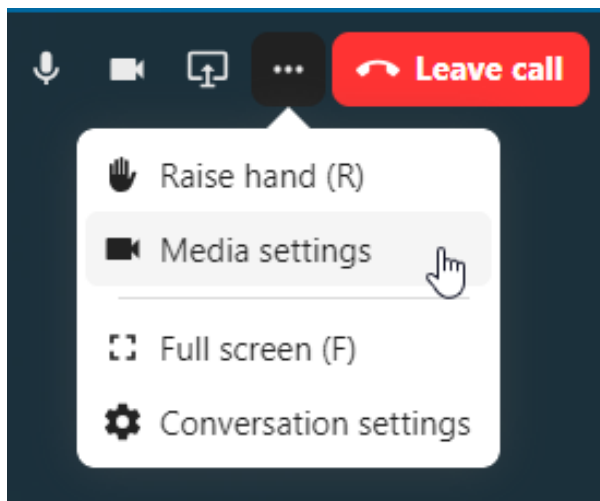 Leave call
Raise hand (R)
Media settings
Full screen (F)
Conversation settings